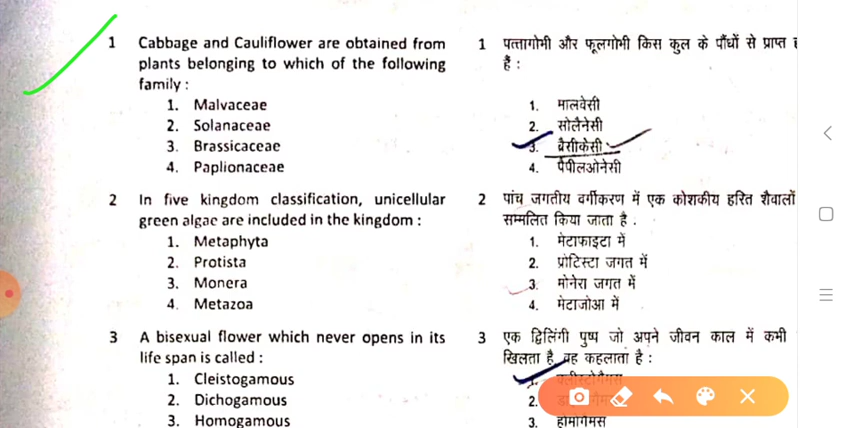 1 Cabbage and Cauliflower are obtained from
plants belonging to which of the following
family :
1. Malvaceae
2. Solanaceae
3. Brassicaceae
4. Paplionaceae
2 In five kingdom classification, unicellular
green algae are included in the kingdom :
1. Metaphyta
2. Protista
3. Monera
4. Metazoa
3 A bisexual flower which never opens in its
life span is called :
1. Cleistogamous
2. Dichogamous
3. Homogamous
1 पत्तागोभी और फूलगोभी किस कुल के पौधों से प्राप्त
हैं :
1. मालवेसी
2. सोलैनेसी
3. ब्रैसीकेसी
4. पैपीलओनेसी
2 पांच जगतीय वर्गीकरण में एक कोशकीय हरित शैवालों
सम्मलित किया जाता है .
1. मेटाफाइटा में
2. प्रोटिस्टा जगत में
3. मोनेरा जगत में
4. मेटाजोआ में
3 एक द्विलिंगी पुष्प जो अपने जीवन काल में कभी
खिलता है, वह कहलाता है :
1.
2.
3. होमोगैमस